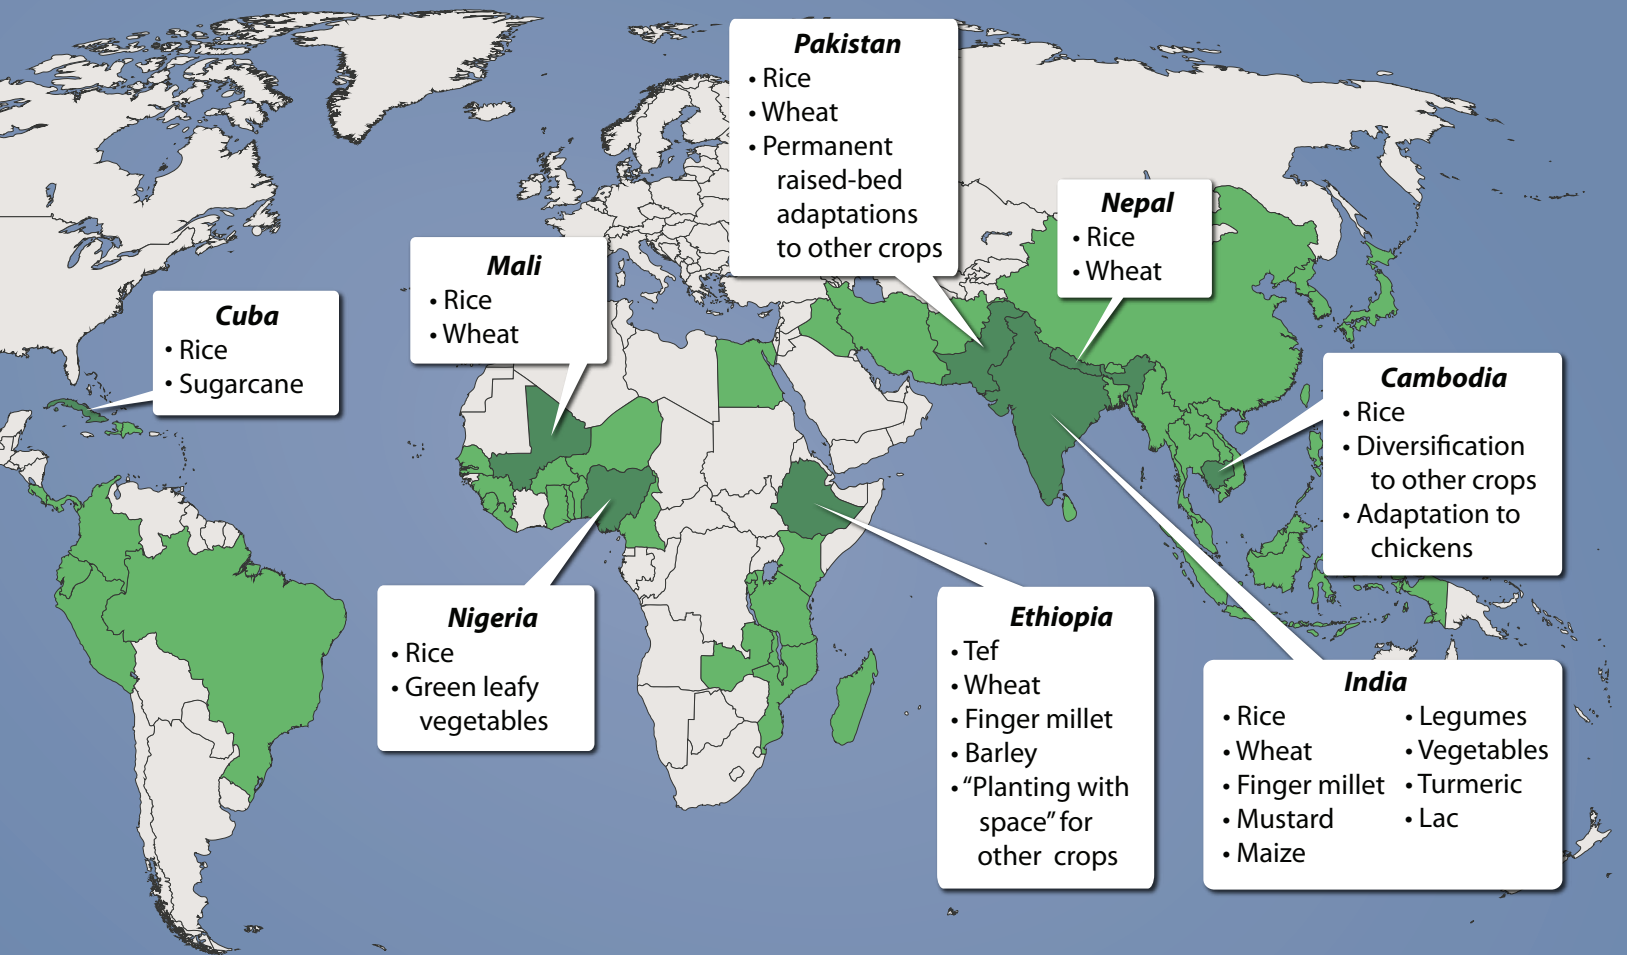 Pakistan
• Rice
• Wheat
• Permanent
raised-bed
adaptations
to other crops
Nepal
• Rice
• Wheat
Mali
• Rice
• Wheat
Cuba
• Rice
• Sugarcane
Cambodia
• Rice
• Diversification
to other crops
• Adaptation to
chickens
Nigeria
• Rice
• Green leafy
vegetables
Ethiopia
• Tef
• Wheat
• Finger millet
• Barley
• “Planting with
space” for
other crops
India
• Rice
• Wheat
• Finger millet
• Mustard
• Maize
• Legumes
• Vegetables
• Turmeric
• Lac